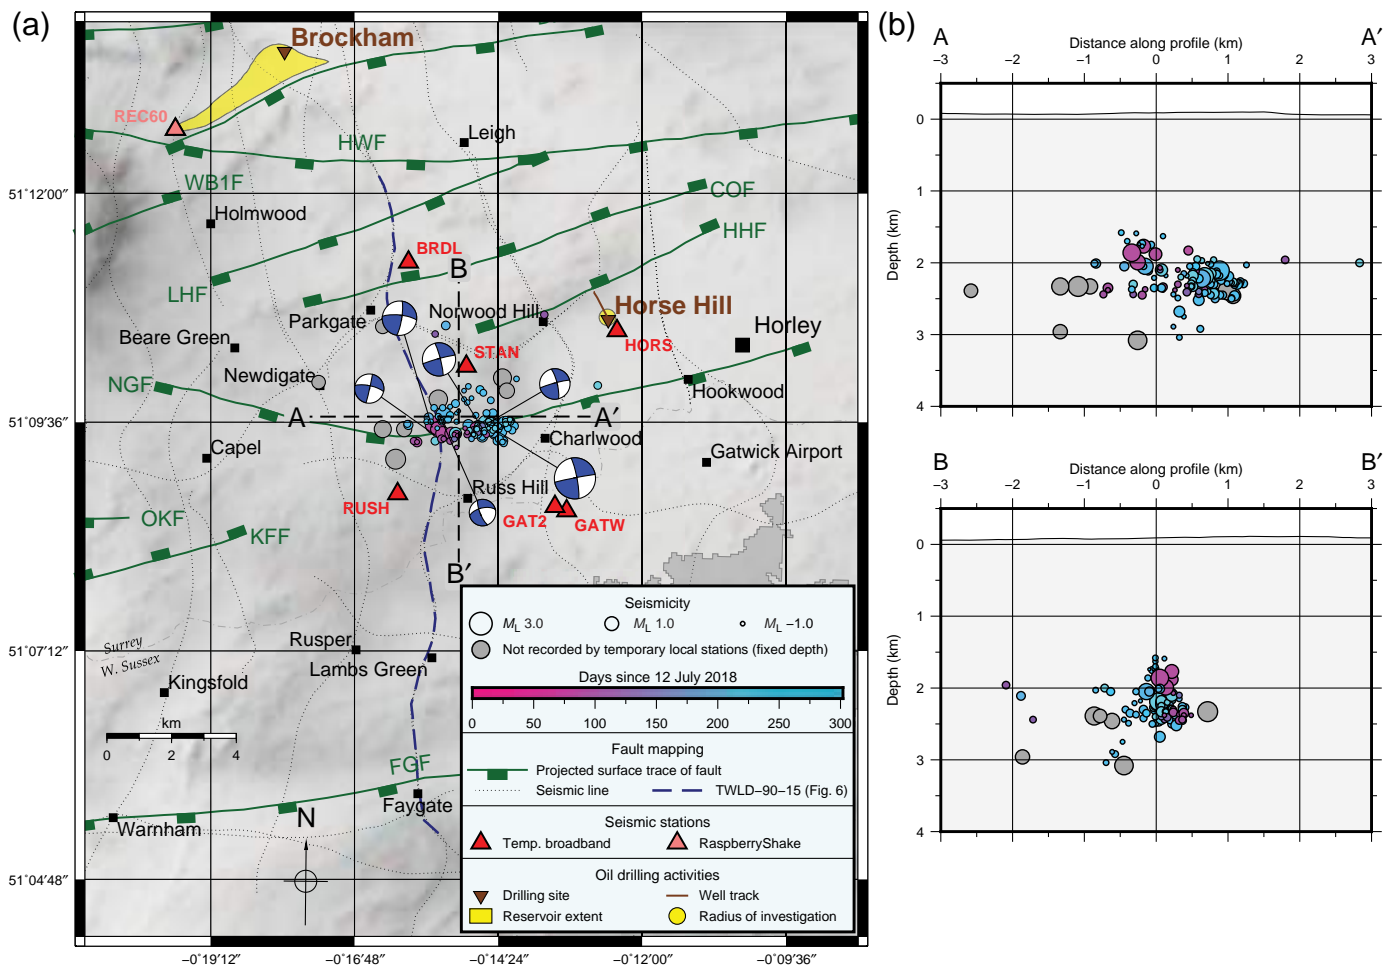 (a)
Brockham
REC60
HWF
Leigh
51°12′00″
WB1F
COF
Holmwood
HHF
BRDL
B
LHF
Parkgate
Norwood Hill
Horse Hill
Beare Green
Horley
STAN
HORS
NGF
Newdigate
Hookwood
A
A′
51°09′36″
Charlwood
Capel
Gatwick Airport
RUSH
Russ Hill
GAT2
GATW
OKF
KFF
B′
Surrey
W. Sussex
Rusper
51°07′12″
Lambs Green
Kingsfold
km
0 2 4
FGF
Faygate
Warnham
N
51°04′48″
−0°19′12″ −0°16′48″ −0°14′24″ −0°12′00″ −0°09′36″
Seismicity
ML 3.0 ML 1.0 ML −1.0
Not recorded by temporary local stations (fixed depth)
Days since 12 July 2018
0 50 100 150 200 250 300
Fault mapping
Projected surface trace of fault
Seismic line TWLD−90−15 (Fig. 6)
Seismic stations
Temp. broadband RaspberryShake
Oil drilling activities
Drilling site Well track
Reservoir extent Radius of investigation
(b)
A A′
Distance along profile (km)
−3 −2 −1 0 1 2 3
Depth (km)
0
1
2
3
4
B B′
Distance along profile (km)
−3 −2 −1 0 1 2 3
Depth (km)
0
1
2
3
4